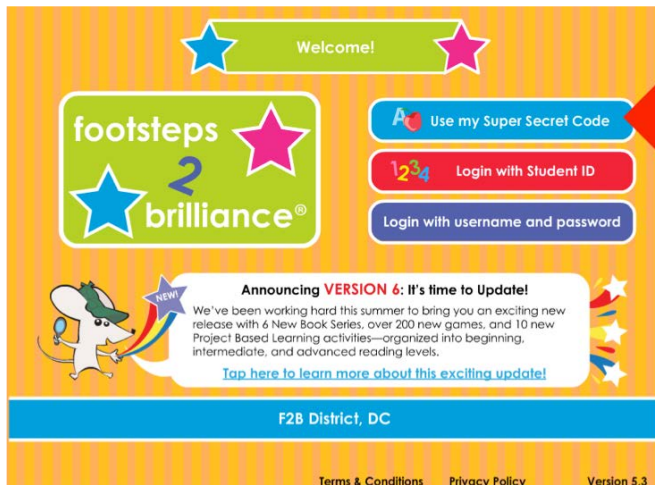 Welcome!
footsteps
2
brilliance®
A Use my Super Secret Code
1234 Login with Student ID
Login with username and password
NEW!
Announcing VERSION 6: It's time to Update!
We've been working hard this summer to bring you an exciting new
release with 6 New Book Series, over 200 new games, and 10 new
Project Based Learning activities—organized into beginning,
intermediate, and advanced reading levels.
Tap here to learn more about this exciting update!
F2B District, DC
Terms & Conditions Privacy Policy Version 5.3